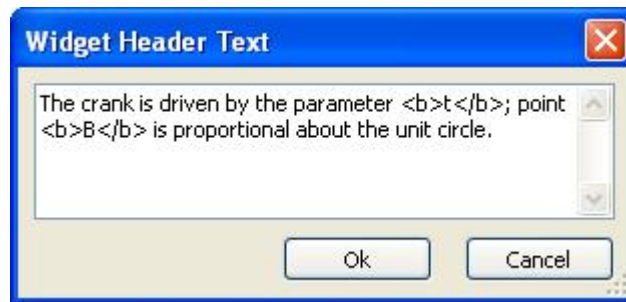 Widget Header Text
The crank is driven by the parameter <b>t</b>; point
<b>B</b> is proportional about the unit circle.
Ok Cancel